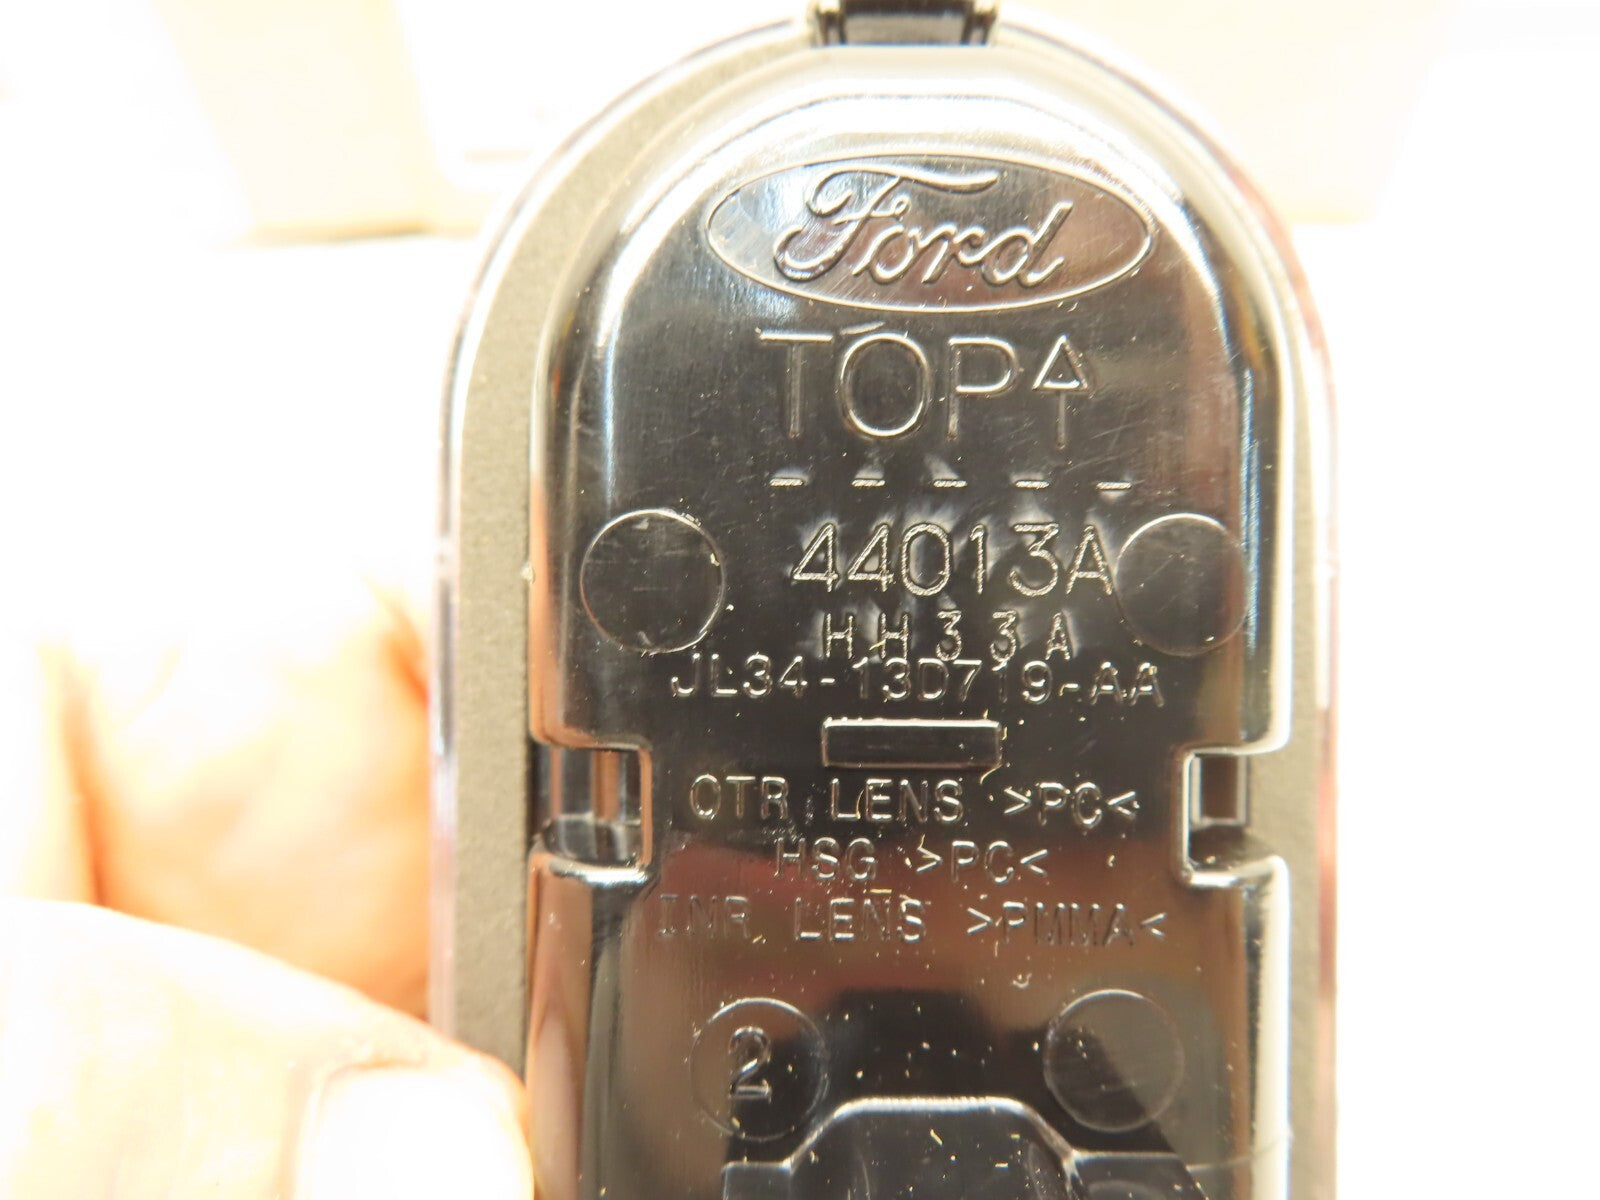 Ford
TOP↑
- - - - -
44013A
HH33A
JL34-13D719-AA
OTR LENS >PC<
HSG >PC<
INR LENS >PMMA<
2